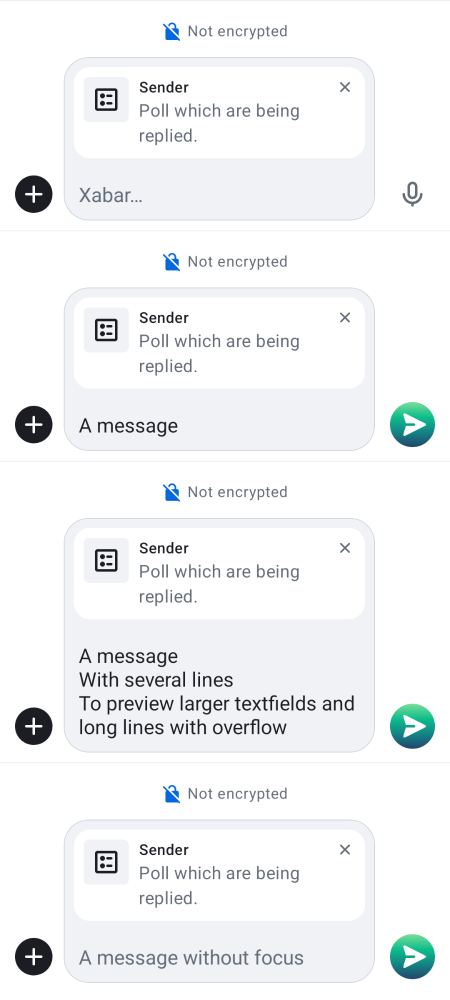 Not encrypted
Sender
Poll which are being
replied.
Xabar…
Not encrypted
Sender
Poll which are being
replied.
A message
Not encrypted
Sender
Poll which are being
replied.
A message
With several lines
To preview larger textfields and
long lines with overflow
Not encrypted
Sender
Poll which are being
replied.
A message without focus